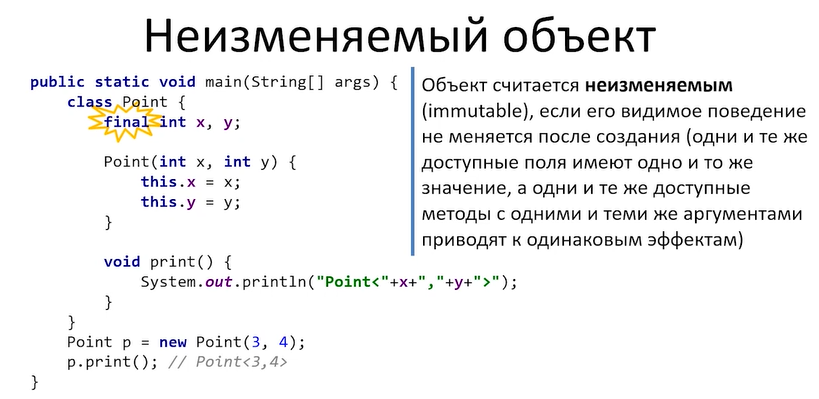 Неизменяемый объект
public static void main(String[] args) {
class Point {
final int x, y;
Point(int x, int y) {
this.x = x;
this.y = y;
}
void print() {
System.out.println("Point<"+x+","+y+">");
}
}
Point p = new Point(3, 4);
p.print(); // Point<3,4>
}
Объект считается неизменяемым
(immutable), если его видимое поведение
не меняется после создания (одни и те же
доступные поля имеют одно и то же
значение, а одни и те же доступные
методы с одними и теми же аргументами
приводят к одинаковым эффектам)